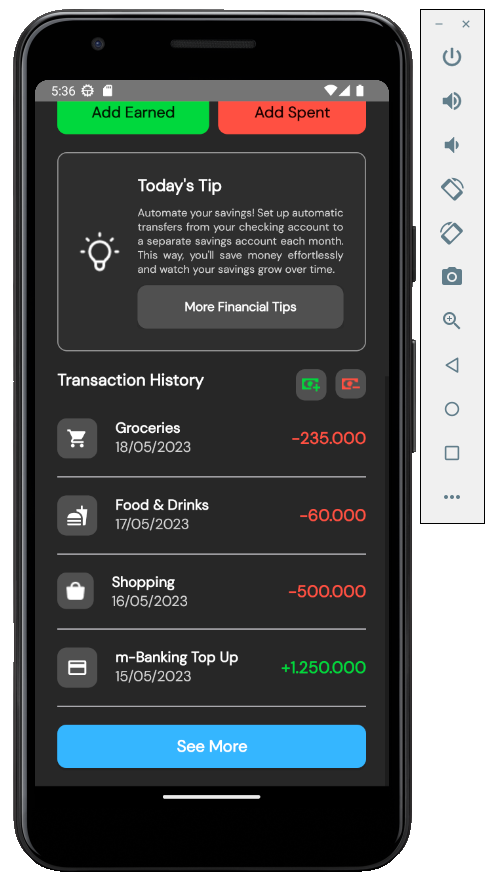 5:36
Add Earned Add Spent
Today's Tip
Automate your savings! Set up automatic
transfers from your checking account to
a separate savings account each month.
This way, you'll save money effortlessly
and watch your savings grow over time.
More Financial Tips
Transaction History
Groceries
18/05/2023
-235.000
Food & Drinks
17/05/2023
-60.000
Shopping
16/05/2023
-500.000
m-Banking Top Up
15/05/2023
+1.250.000
See More